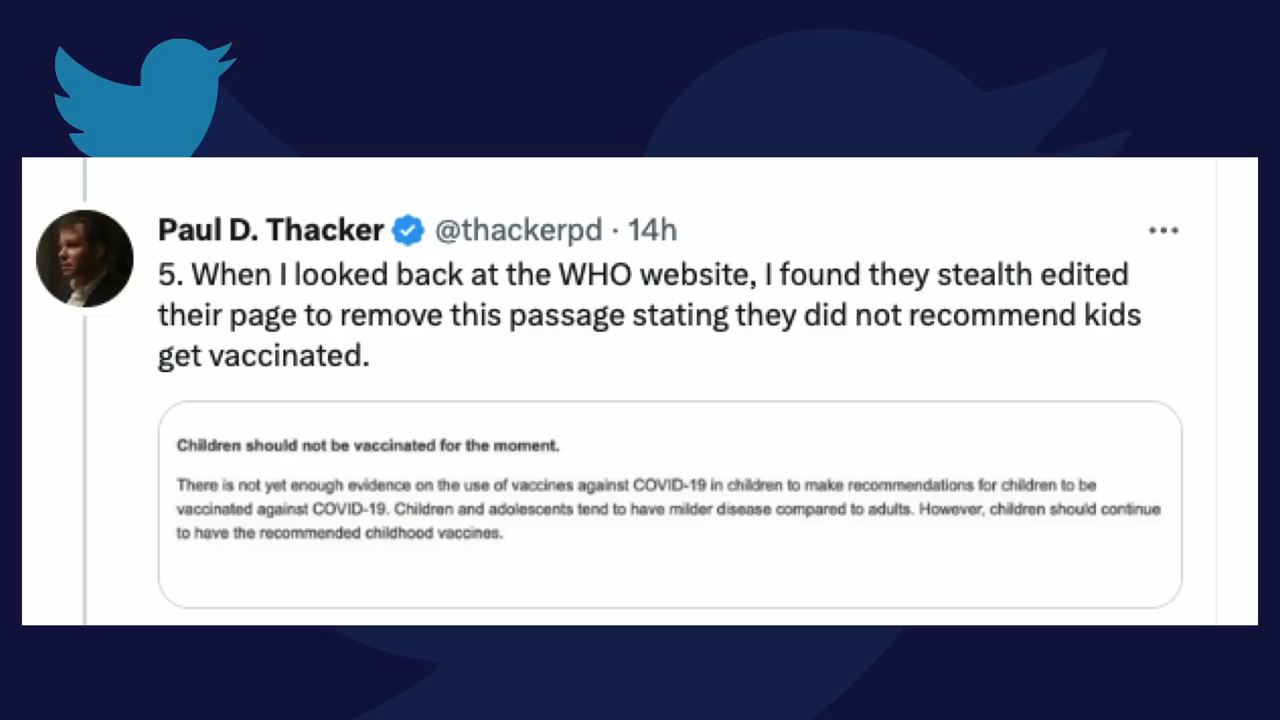 Paul D. Thacker @thackerpd · 14h
5. When I looked back at the WHO website, I found they stealth edited
their page to remove this passage stating they did not recommend kids
get vaccinated.
Children should not be vaccinated for the moment.
There is not yet enough evidence on the use of vaccines against COVID-19 in children to make recommendations for children to be
vaccinated against COVID-19. Children and adolescents tend to have milder disease compared to adults. However, children should continue
to have the recommended childhood vaccines.